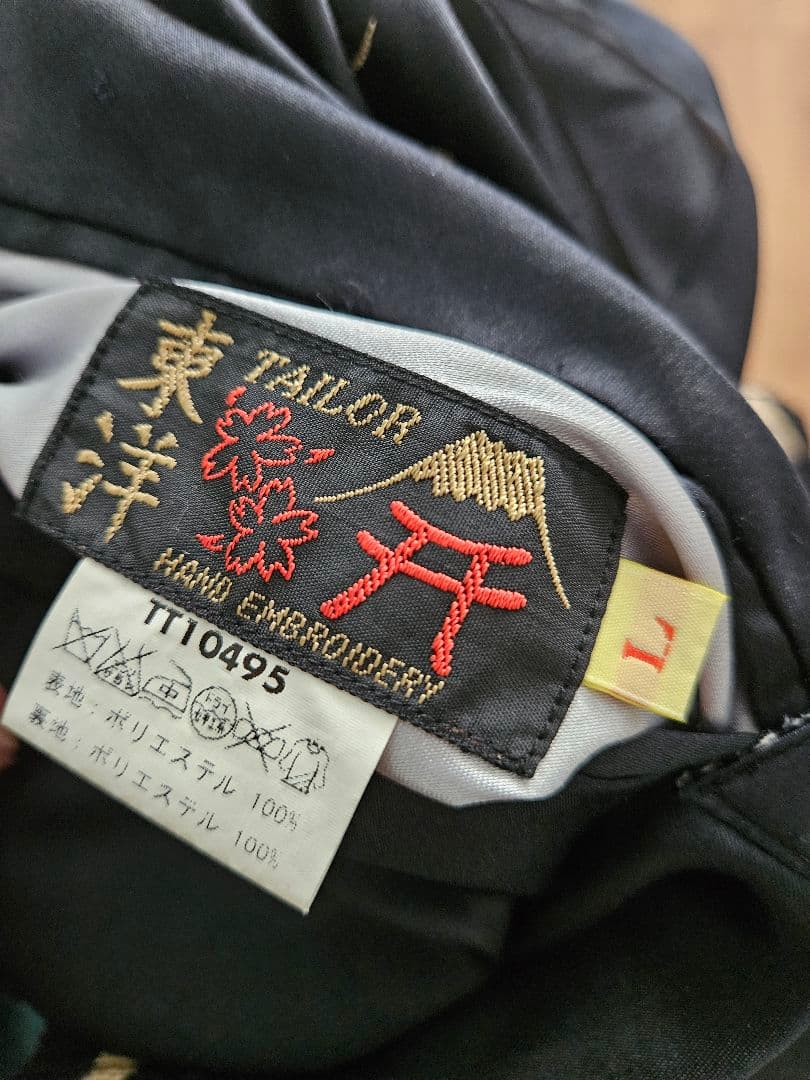 東洋
TAILOR
HAND EMBROIDERY
L
TT10495
中
表地:ポリエステル 100%
裏地:ポリエステル 100%